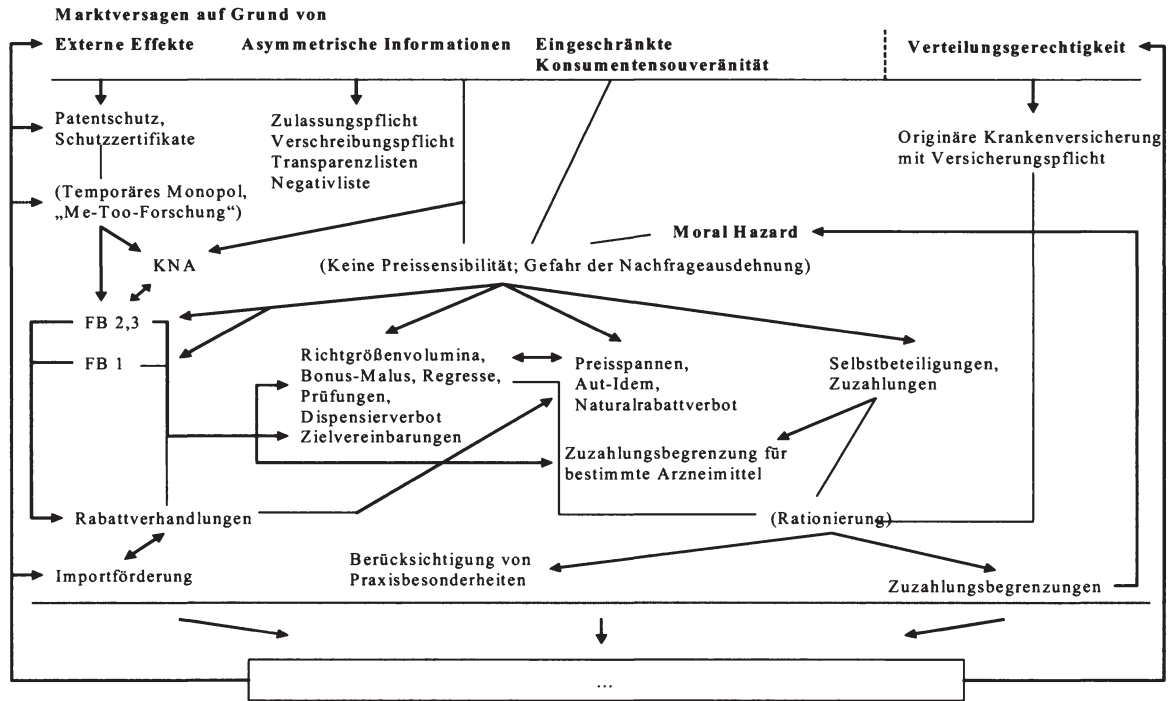 Marktversagen auf Grund von
Externe Effekte
Asymmetrische Informationen
Eingeschränkte
Konsumentensouveränität
Verteilungsgerechtigkeit
Patentschutz,
Schutzzertifikate
Zulassungspflicht
Verschreibungspflicht
Transparenzlisten
Negativliste
Originäre Krankenversicherung
mit Versicherungspflicht
(Temporäres Monopol,
„Me-Too-Forschung“)
Moral Hazard
KNA
(Keine Preissensibilität; Gefahr der Nachfrageausdehnung)
FB 2,3
FB 1
Richtgrößenvolumina,
Bonus-Malus, Regresse,
Prüfungen,
Dispensierverbot
Zielvereinbarungen
Preisspannen,
Aut-Idem,
Naturalrabattverbot
Selbstbeteiligungen,
Zuzahlungen
Zuzahlungsbegrenzung für
bestimmte Arzneimittel
Rabattverhandlungen
(Rationierung)
Importförderung
Berücksichtigung von
Praxisbesonderheiten
Zuzahlungsbegrenzungen
...